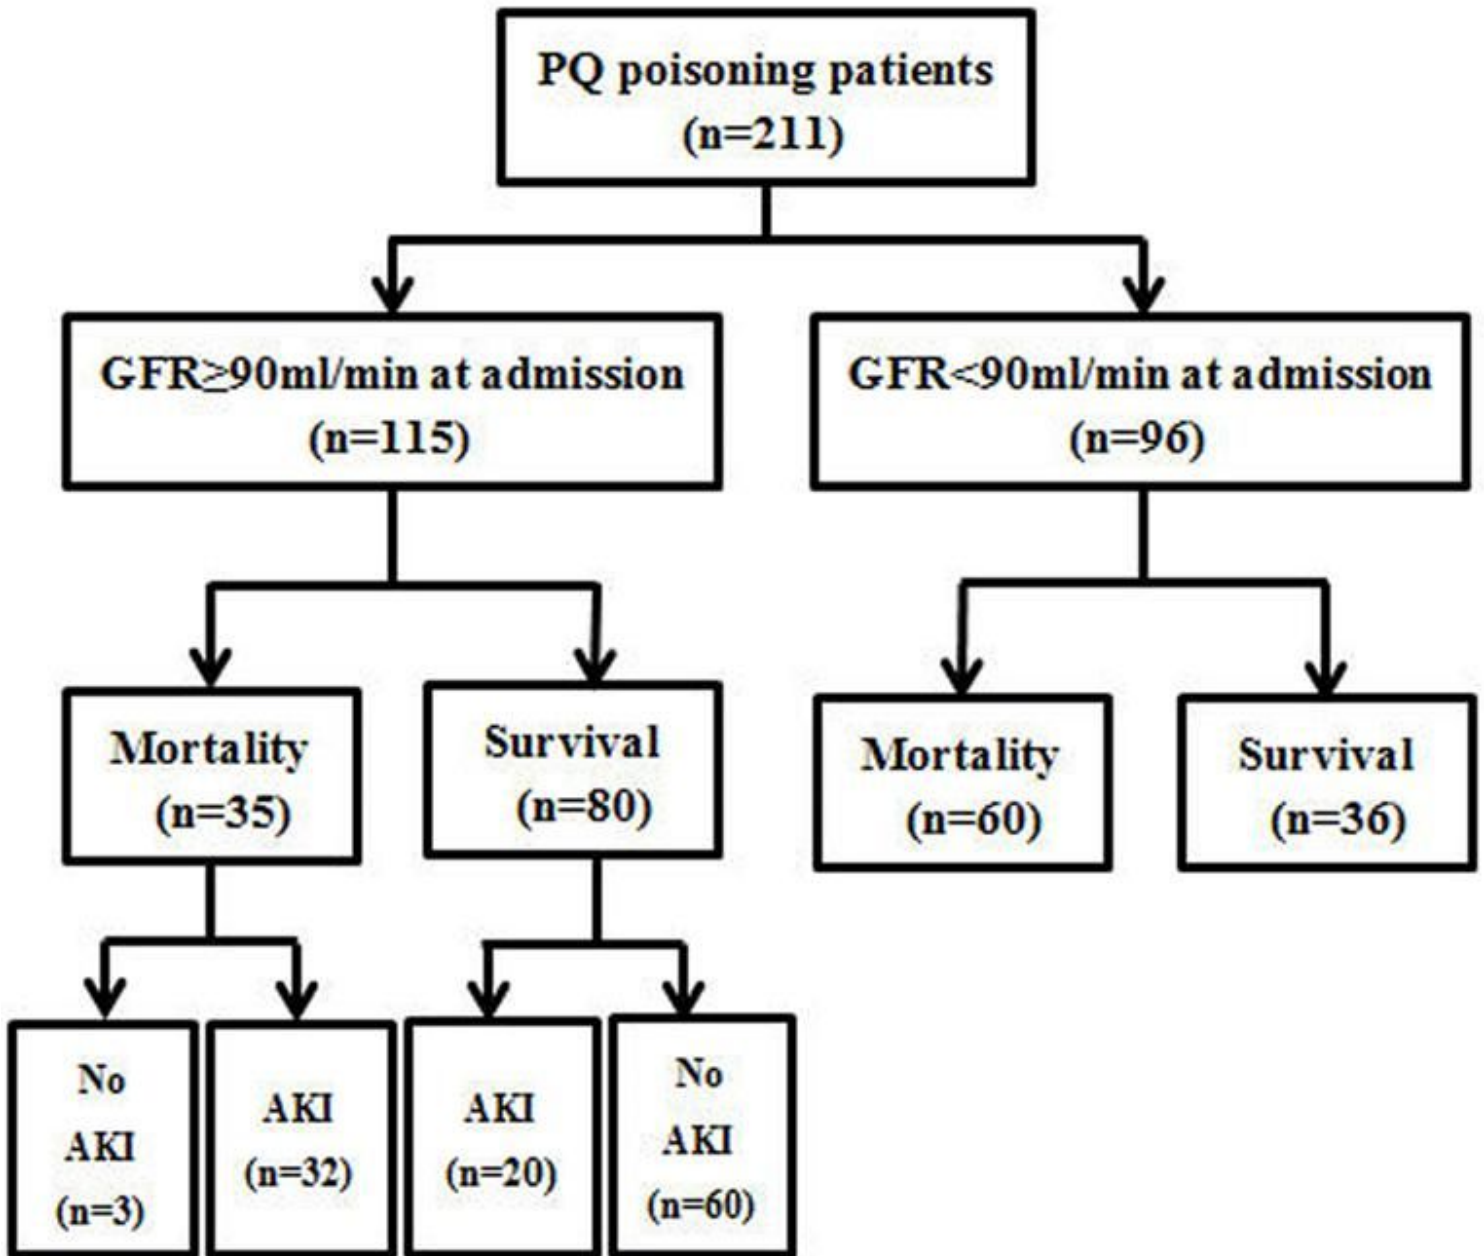 PQ poisoning patients
(n=211)
GFR≥90ml/min at admission
(n=115)
GFR<90ml/min at admission
(n=96)
Mortality
(n=35)
Survival
(n=80)
Mortality
(n=60)
Survival
(n=36)
No
AKI
(n=3)
AKI
(n=32)
AKI
(n=20)
No
AKI
(n=60)